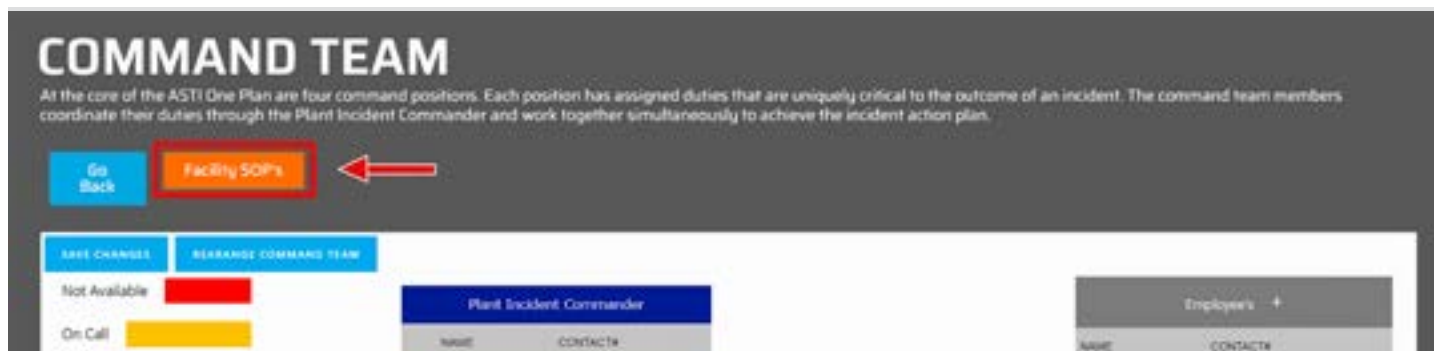 COMMAND TEAM
At the core of the ASTI One Plan are four command positions. Each position has assigned duties that are uniquely critical to the outcome of an incident. The command team members
coordinate their duties through the Plant Incident Commander and work together simultaneously to achieve the incident action plan.
Go
Back
Facility SOP's
SAVE CHANGES REARRANGE COMMAND TEAM
Not Available
Plant Incident Commander
Employee's +
On Call
NAME CONTACT#
NAME CONTACT#